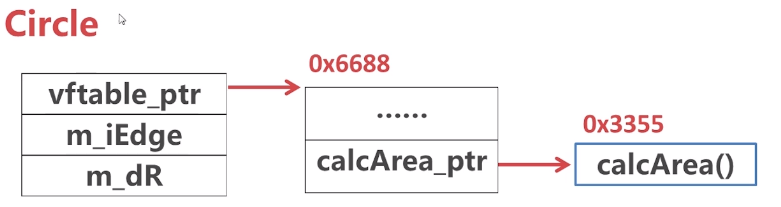 Circle
0x6688
vftable_ptr
......
m_iEdge
0x3355
calcArea_ptr
calcArea()
m_dR